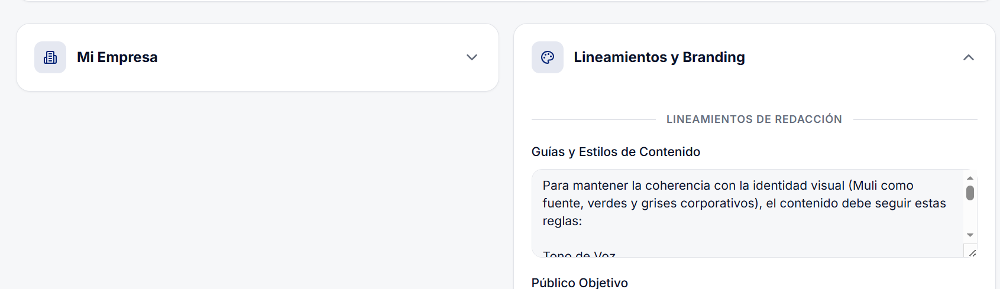 Mi Empresa
Lineamientos y Branding
LINEAMIENTOS DE REDACCIÓN
Guías y Estilos de Contenido
Para mantener la coherencia con la identidad visual (Muli como
fuente, verdes y grises corporativos), el contenido debe seguir estas
reglas:
Tono de Voz
Público Objetivo